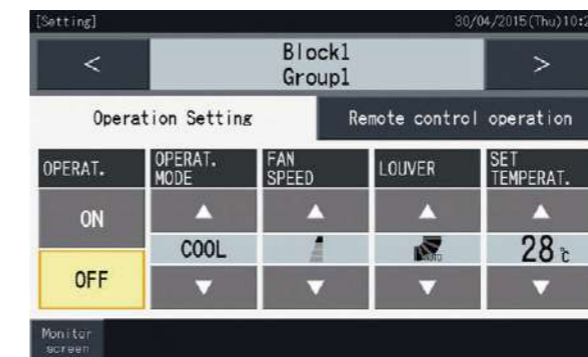 [Setting] 30/04/2015(Thu)10:2
< Block1 >
Group1
Operation Setting Remote control operation
OPERAT. OPERAT. MODE FAN SPEED LOUVER SET TEMPERAT.
ON
COOL AUTO 28℃
OFF
Monitor
screen